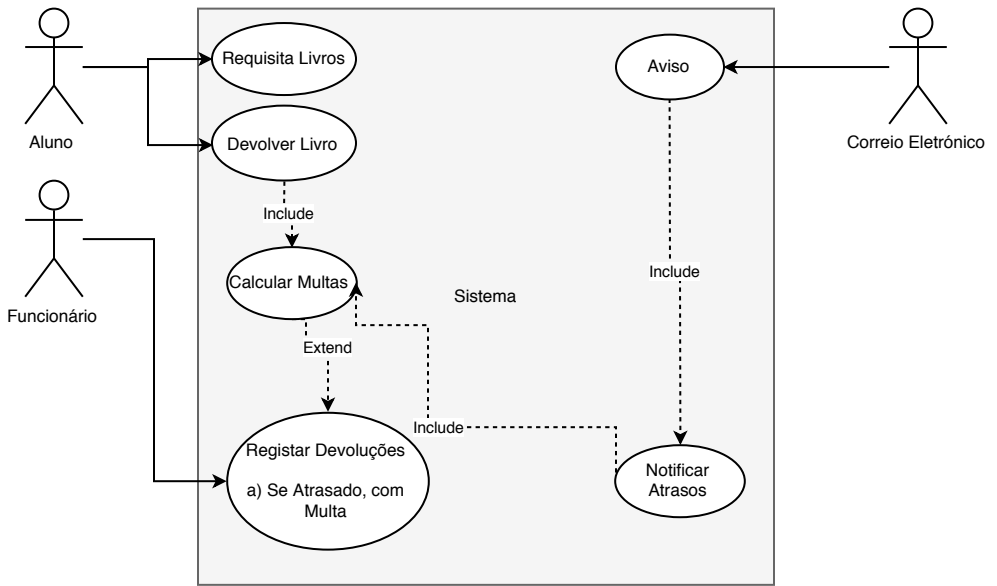 Requisita Livros
Aviso
Aluno
Devolver Livro
Correio Eletrónico
Include
Calcular Multas
Include
Sistema
Funcionário
Extend
Include
Registar Devoluções
a) Se Atrasado, com
Multa
Notificar
Atrasos